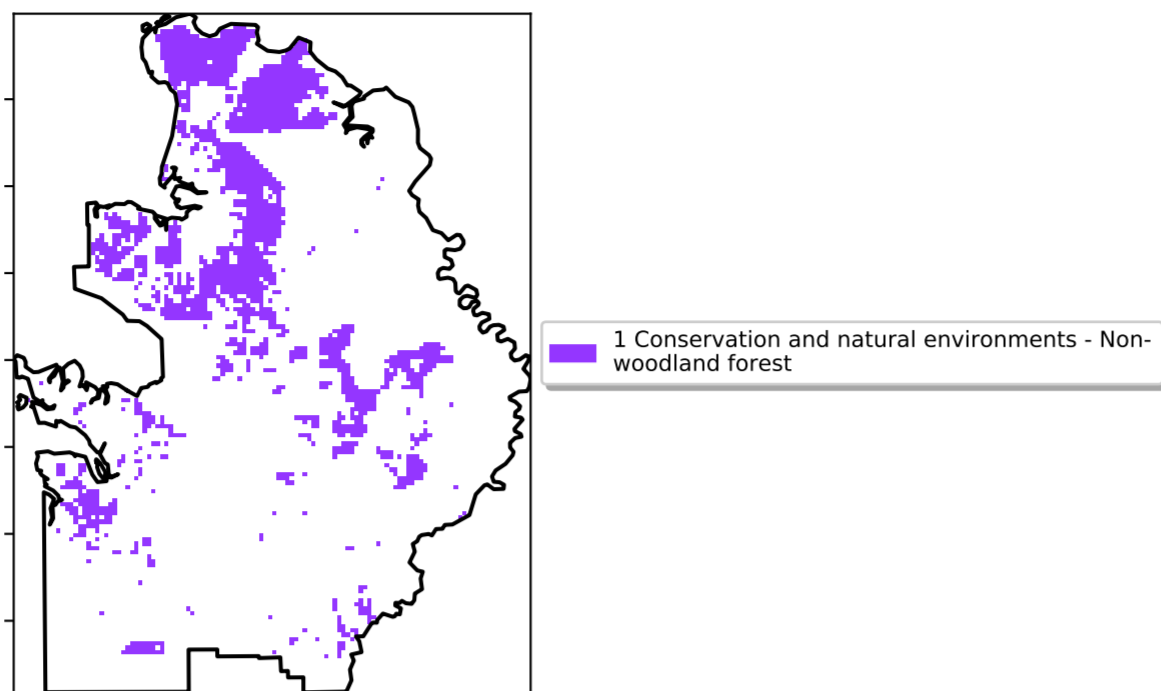 1 Conservation and natural environments - Non-
woodland forest